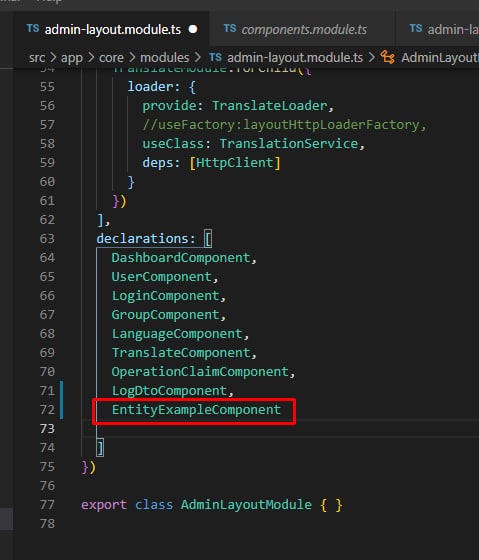 Help
TS admin-layout.module.ts
TS components.module.ts
TS admin-la
src > app > core > modules > TS admin-layout.module.ts > AdminLayout
54 TranslateModule.forChild({
55 loader: {
56 provide: TranslateLoader,
57 //useFactory:layoutHttpLoaderFactory,
58 useClass: TranslationService,
59 deps: [HttpClient]
60 }
61 })
62 ],
63 declarations: [
64 DashboardComponent,
65 UserComponent,
66 LoginComponent,
67 GroupComponent,
68 LanguageComponent,
69 TranslateComponent,
70 OperationClaimComponent,
71 LogDtoComponent,
72 EntityExampleComponent
73
74 ]
75 })
76
77 export class AdminLayoutModule { }
78